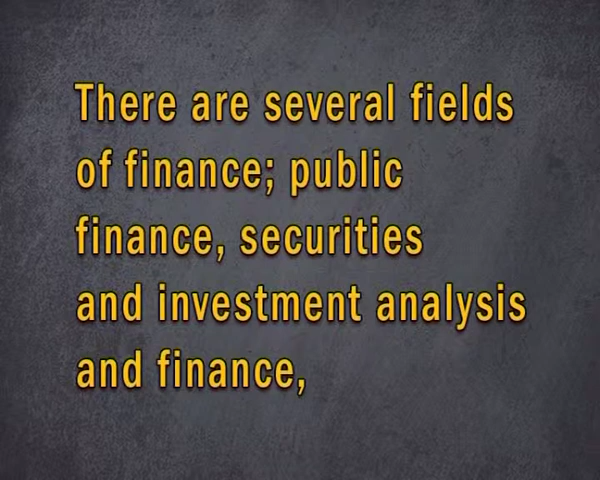 There are several fields
of finance; public
finance, securities
and investment analysis
and finance,